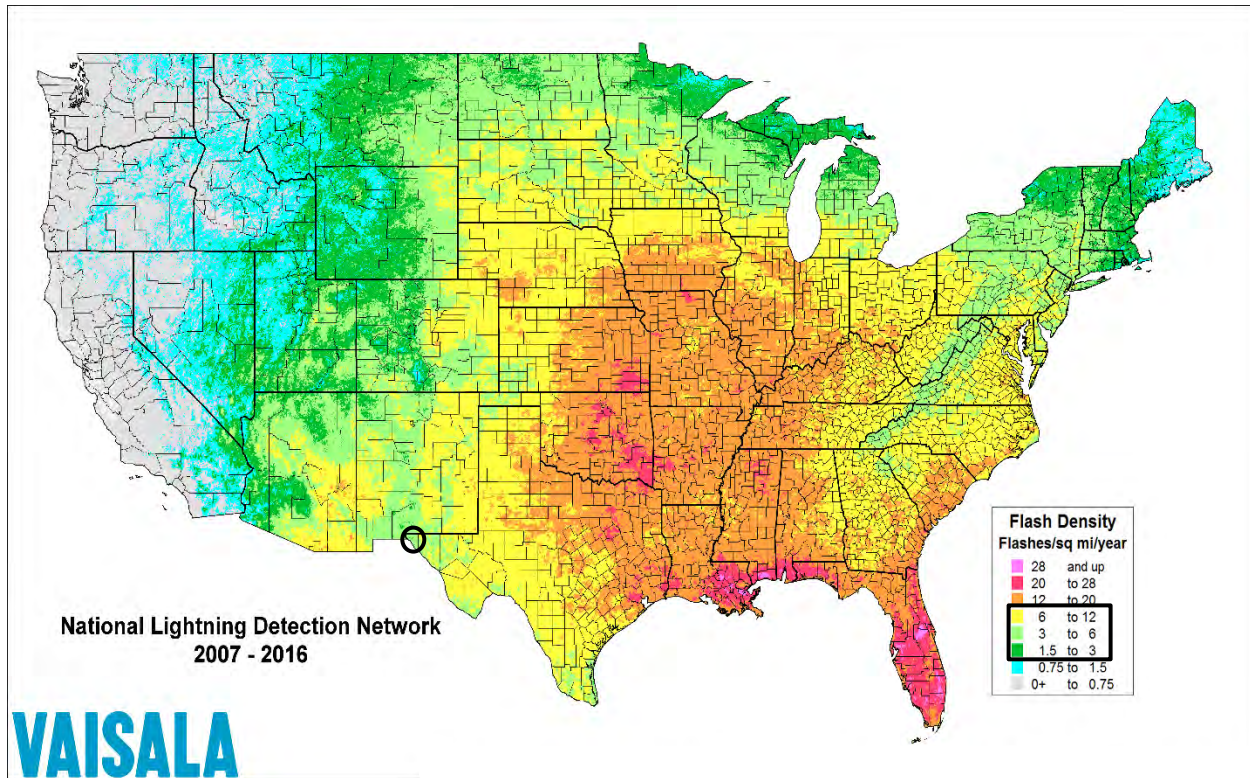 National Lightning Detection Network
2007 - 2016
Flash Density
Flashes/sq mi/year
28 and up
20 to 28
12 to 20
6 to 12
3 to 6
1.5 to 3
0.75 to 1.5
0+ to 0.75
VAISALA